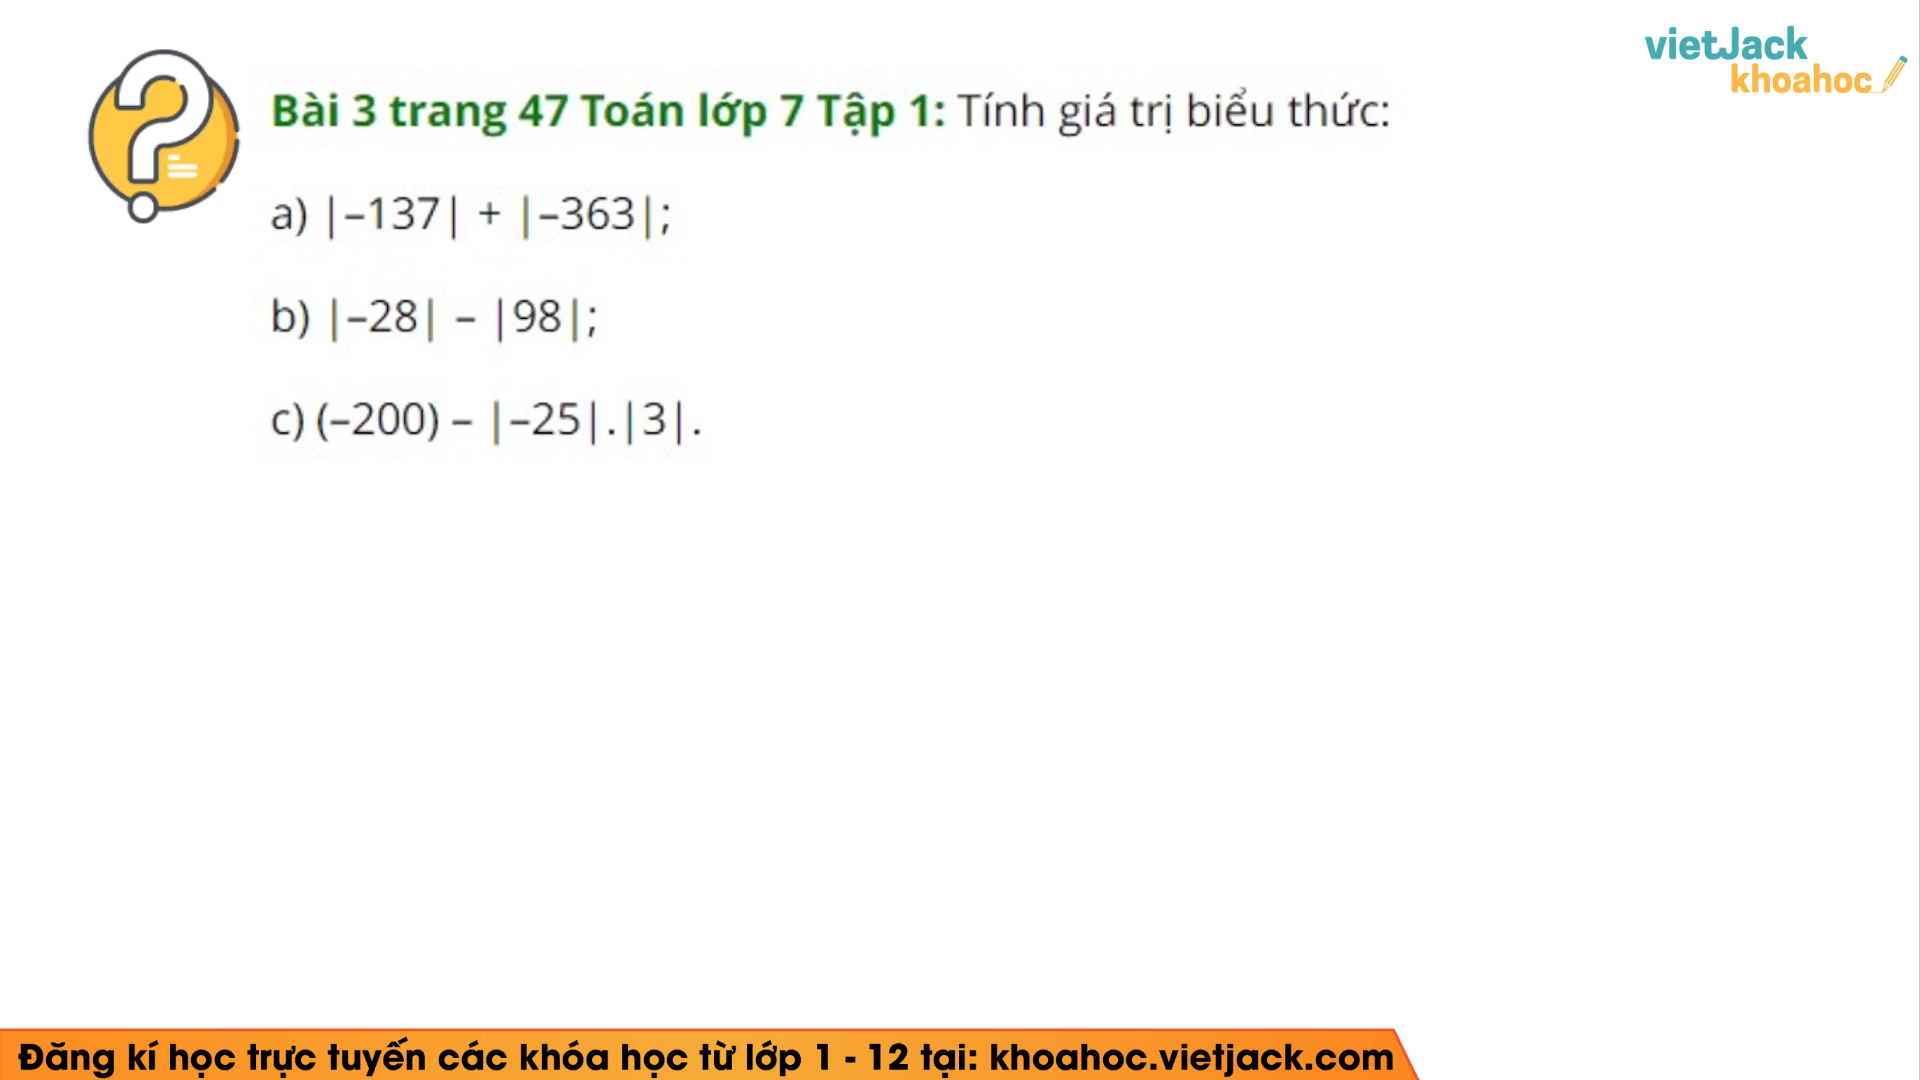 vietJack
khoahoc
Bài 3 trang 47 Toán lớp 7 Tập 1: Tính giá trị biểu thức:
a) |–137| + |–363|;
b) |–28| – |98|;
c) (–200) – |–25|.|3|.
Đăng kí học trực tuyến các khóa học từ lớp 1 - 12 tại: khoahoc.vietjack.com